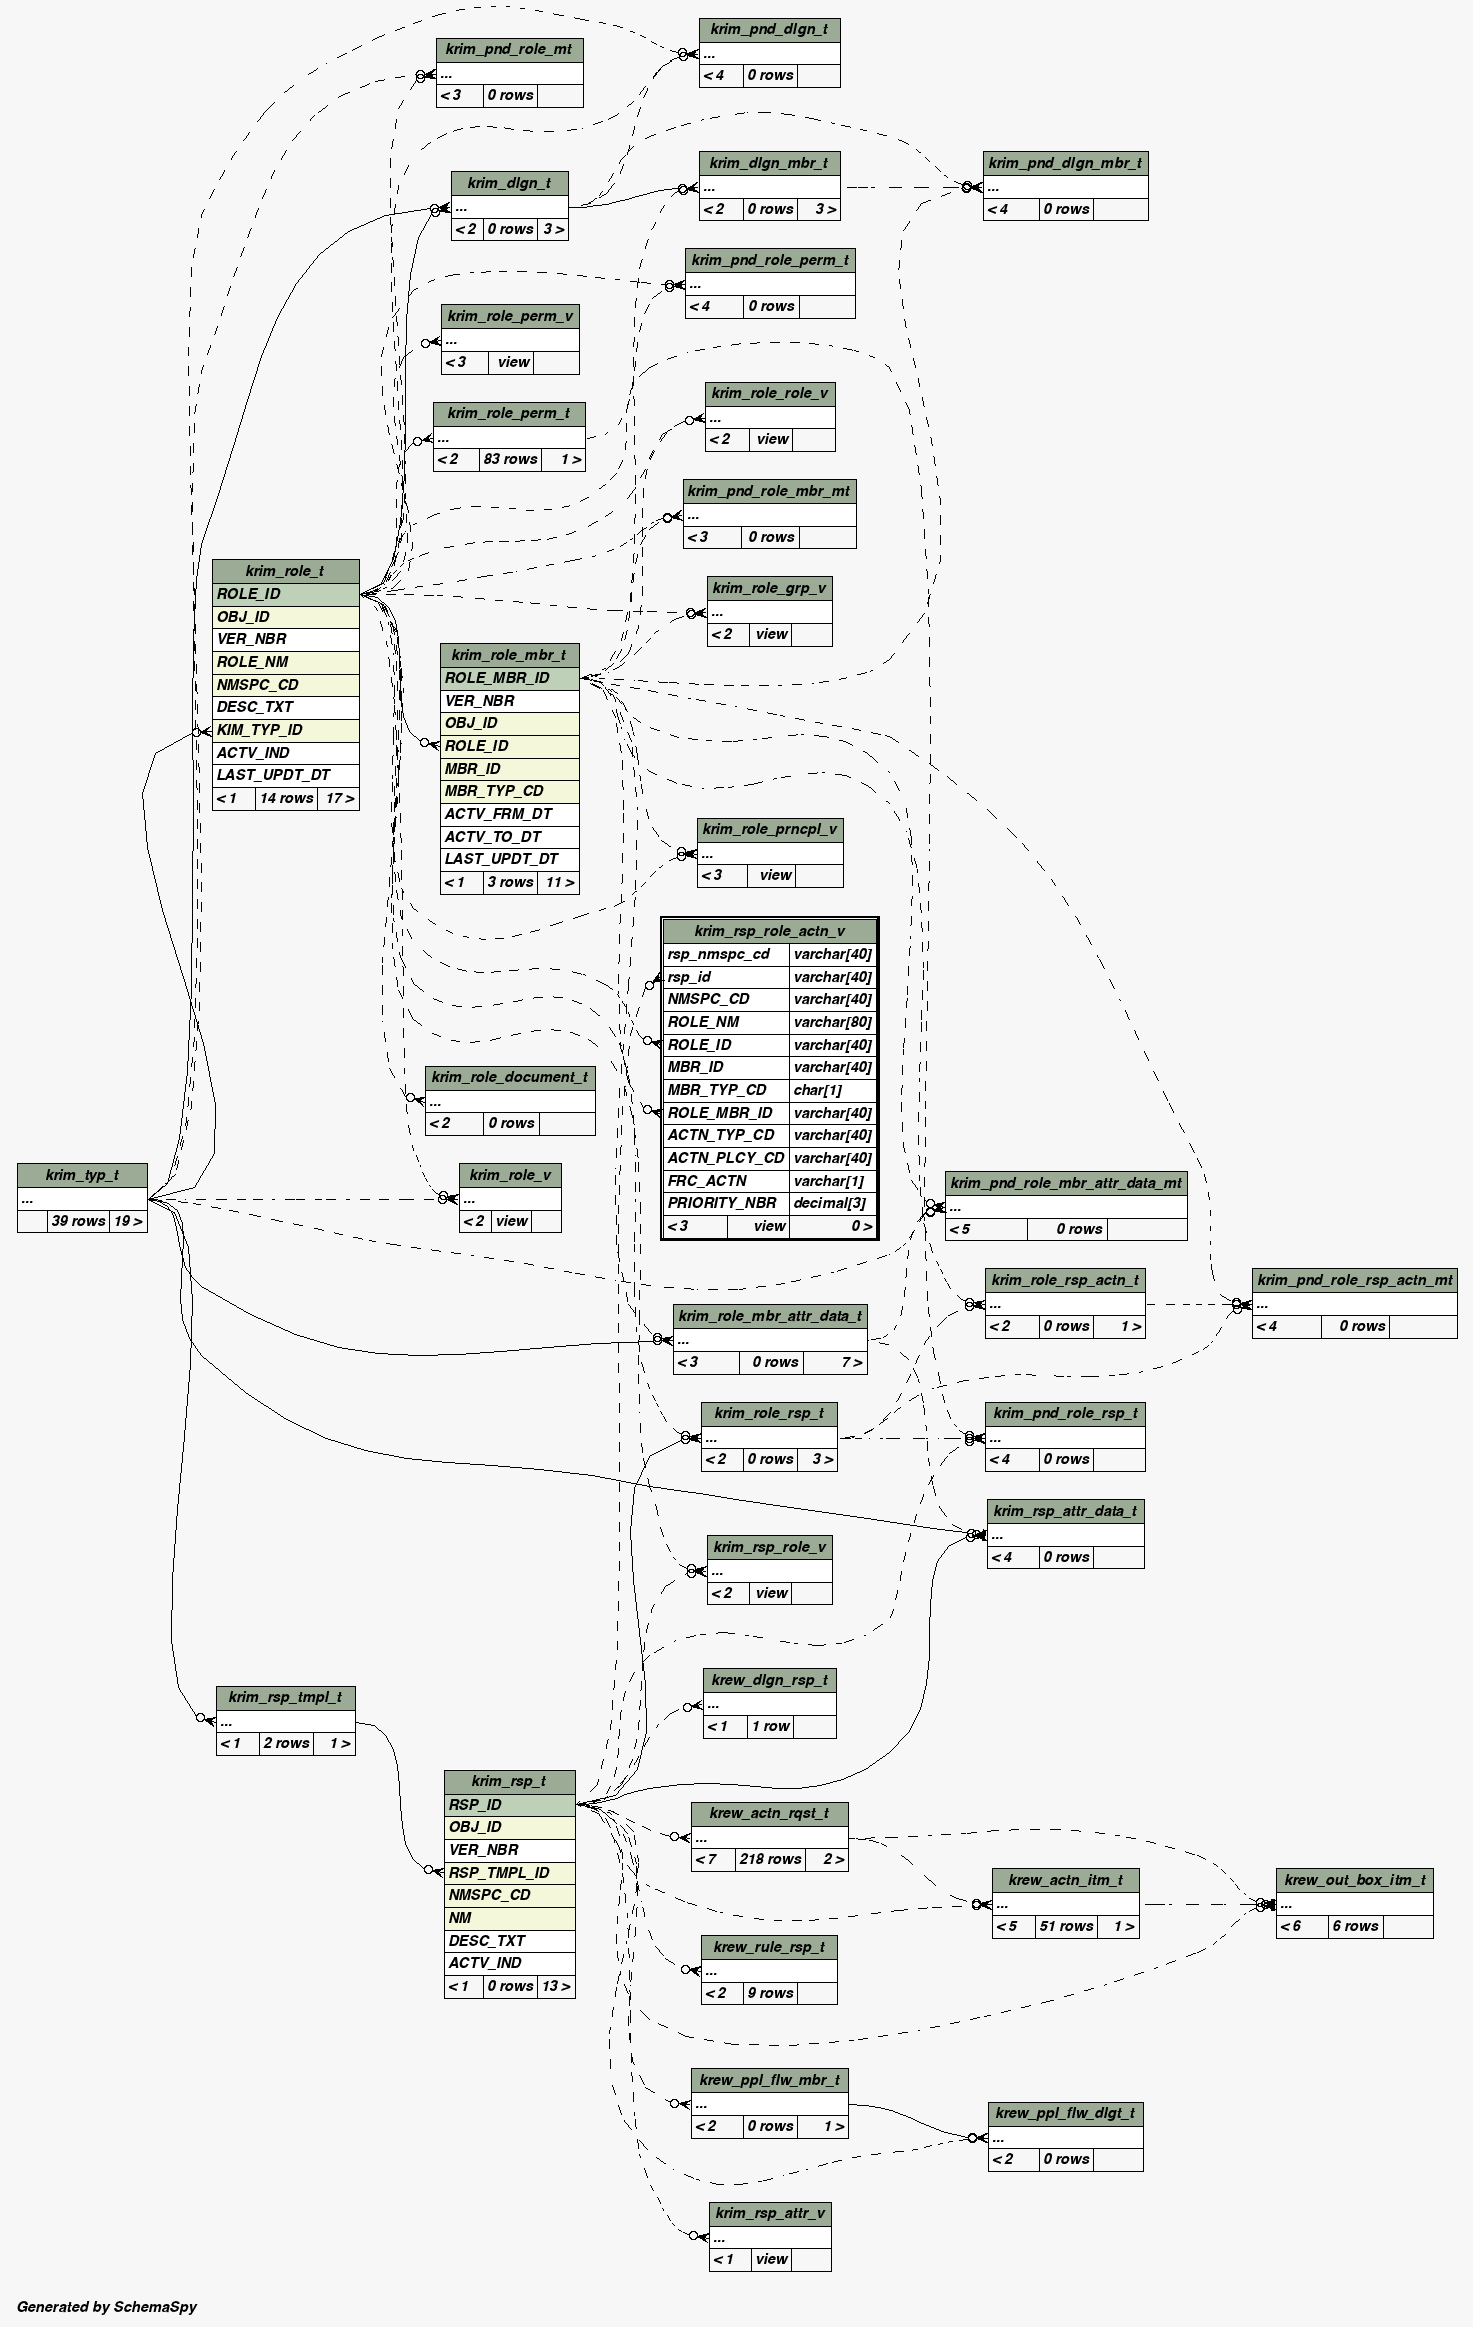 krim_pnd_dlgn_t
...
< 4 0 rows
krim_pnd_role_mt
...
< 3 0 rows
krim_dlgn_mbr_t
...
< 2 0 rows 3 >
krim_pnd_dlgn_mbr_t
...
< 4 0 rows
krim_dlgn_t
...
< 2 0 rows 3 >
krim_pnd_role_perm_t
...
< 4 0 rows
krim_role_perm_v
...
< 3 view
krim_role_role_v
...
< 2 view
krim_role_perm_t
...
< 2 83 rows 1 >
krim_pnd_role_mbr_mt
...
< 3 0 rows
krim_role_t
ROLE_ID
OBJ_ID
VER_NBR
ROLE_NM
NMSPC_CD
DESC_TXT
KIM_TYP_ID
ACTV_IND
LAST_UPDT_DT
< 1 14 rows 17 >
krim_role_grp_v
...
< 2 view
krim_role_mbr_t
ROLE_MBR_ID
VER_NBR
OBJ_ID
ROLE_ID
MBR_ID
MBR_TYP_CD
ACTV_FRM_DT
ACTV_TO_DT
LAST_UPDT_DT
< 1 3 rows 11 >
krim_role_prncpl_v
...
< 3 view
krim_rsp_role_actn_v
rsp_nmspc_cd varchar[40]
rsp_id varchar[40]
NMSPC_CD varchar[40]
ROLE_NM varchar[80]
ROLE_ID varchar[40]
MBR_ID varchar[40]
MBR_TYP_CD char[1]
ROLE_MBR_ID varchar[40]
ACTN_TYP_CD varchar[40]
ACTN_PLCY_CD varchar[40]
FRC_ACTN varchar[1]
PRIORITY_NBR decimal[3]
< 3 view 0 >
krim_role_document_t
...
< 2 0 rows
krim_typ_t
...
39 rows 19 >
krim_role_v
...
< 2 view
krim_pnd_role_mbr_attr_data_mt
...
< 5 0 rows
krim_role_rsp_actn_t
...
< 2 0 rows 1 >
krim_pnd_role_rsp_actn_mt
...
< 4 0 rows
krim_role_mbr_attr_data_t
...
< 3 0 rows 7 >
krim_role_rsp_t
...
< 2 0 rows 3 >
krim_pnd_role_rsp_t
...
< 4 0 rows
krim_rsp_attr_data_t
...
< 4 0 rows
krim_rsp_role_v
...
< 2 view
krew_dlgn_rsp_t
...
< 1 1 row
krim_rsp_tmpl_t
...
< 1 2 rows 1 >
krim_rsp_t
RSP_ID
OBJ_ID
VER_NBR
RSP_TMPL_ID
NMSPC_CD
NM
DESC_TXT
ACTV_IND
< 1 0 rows 13 >
krew_actn_rqst_t
...
< 7 218 rows 2 >
krew_actn_itm_t
...
< 5 51 rows 1 >
krew_out_box_itm_t
...
< 6 6 rows
krew_rule_rsp_t
...
< 2 9 rows
krew_ppl_flw_mbr_t
...
< 2 0 rows 1 >
krew_ppl_flw_dlgt_t
...
< 2 0 rows
krim_rsp_attr_v
...
< 1 view
Generated by SchemaSpy